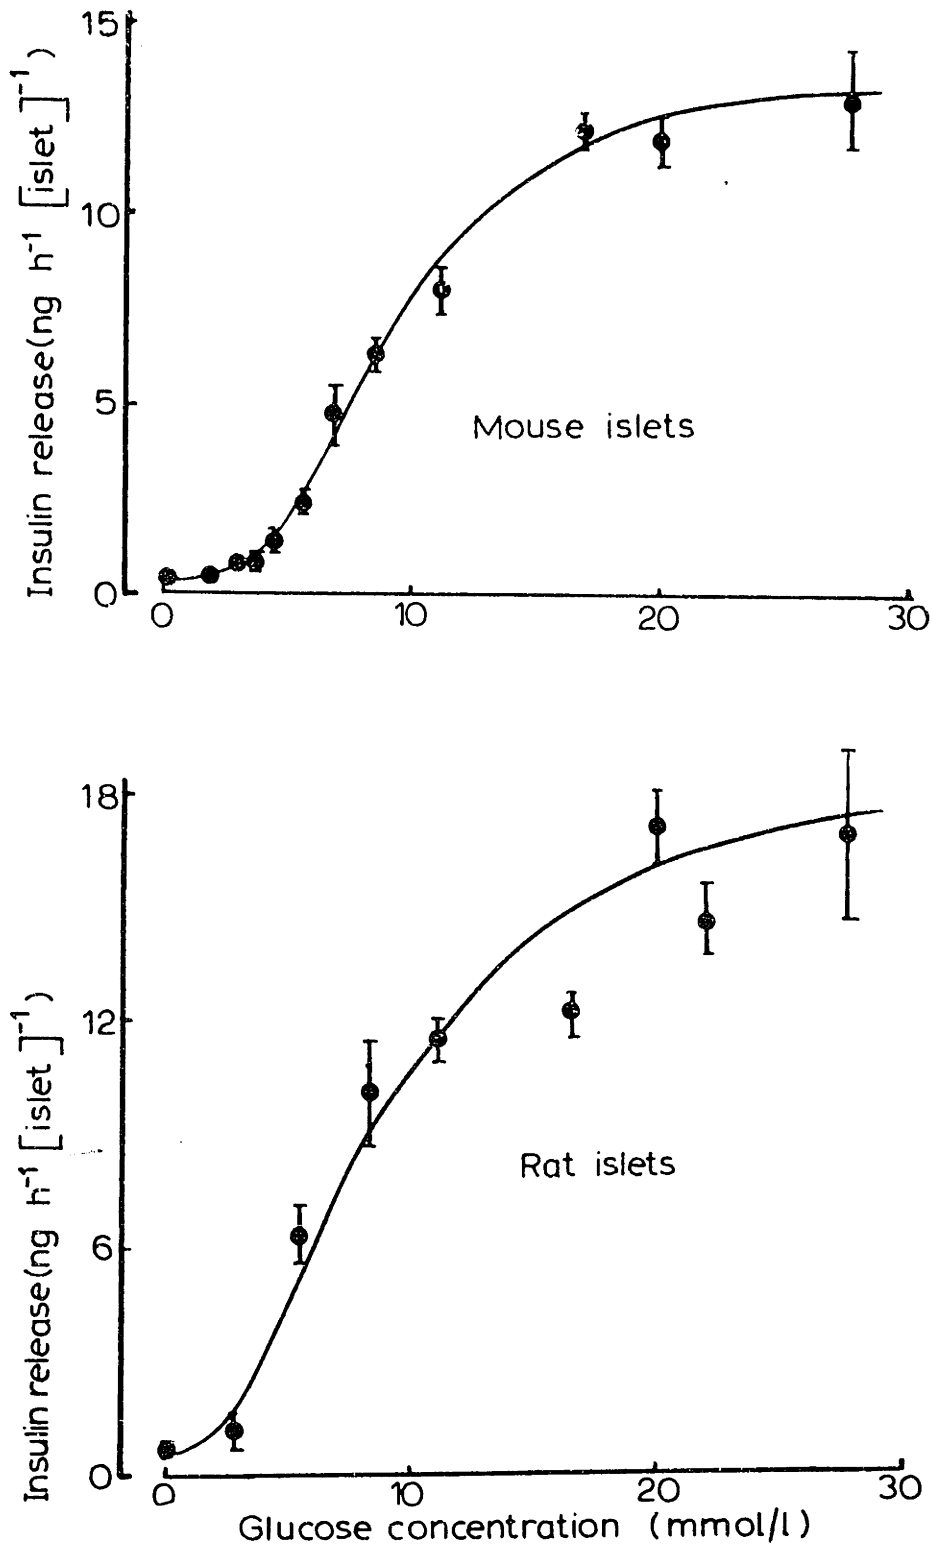 Insulin release(ng h⁻¹ [islet]⁻¹)
15
10
5
0
Mouse islets
0 10 20 30
Insulin release(ng h⁻¹ [islet]⁻¹)
18
12
6
0
Rat islets
0 10 20 30
Glucose concentration (mmol/l)